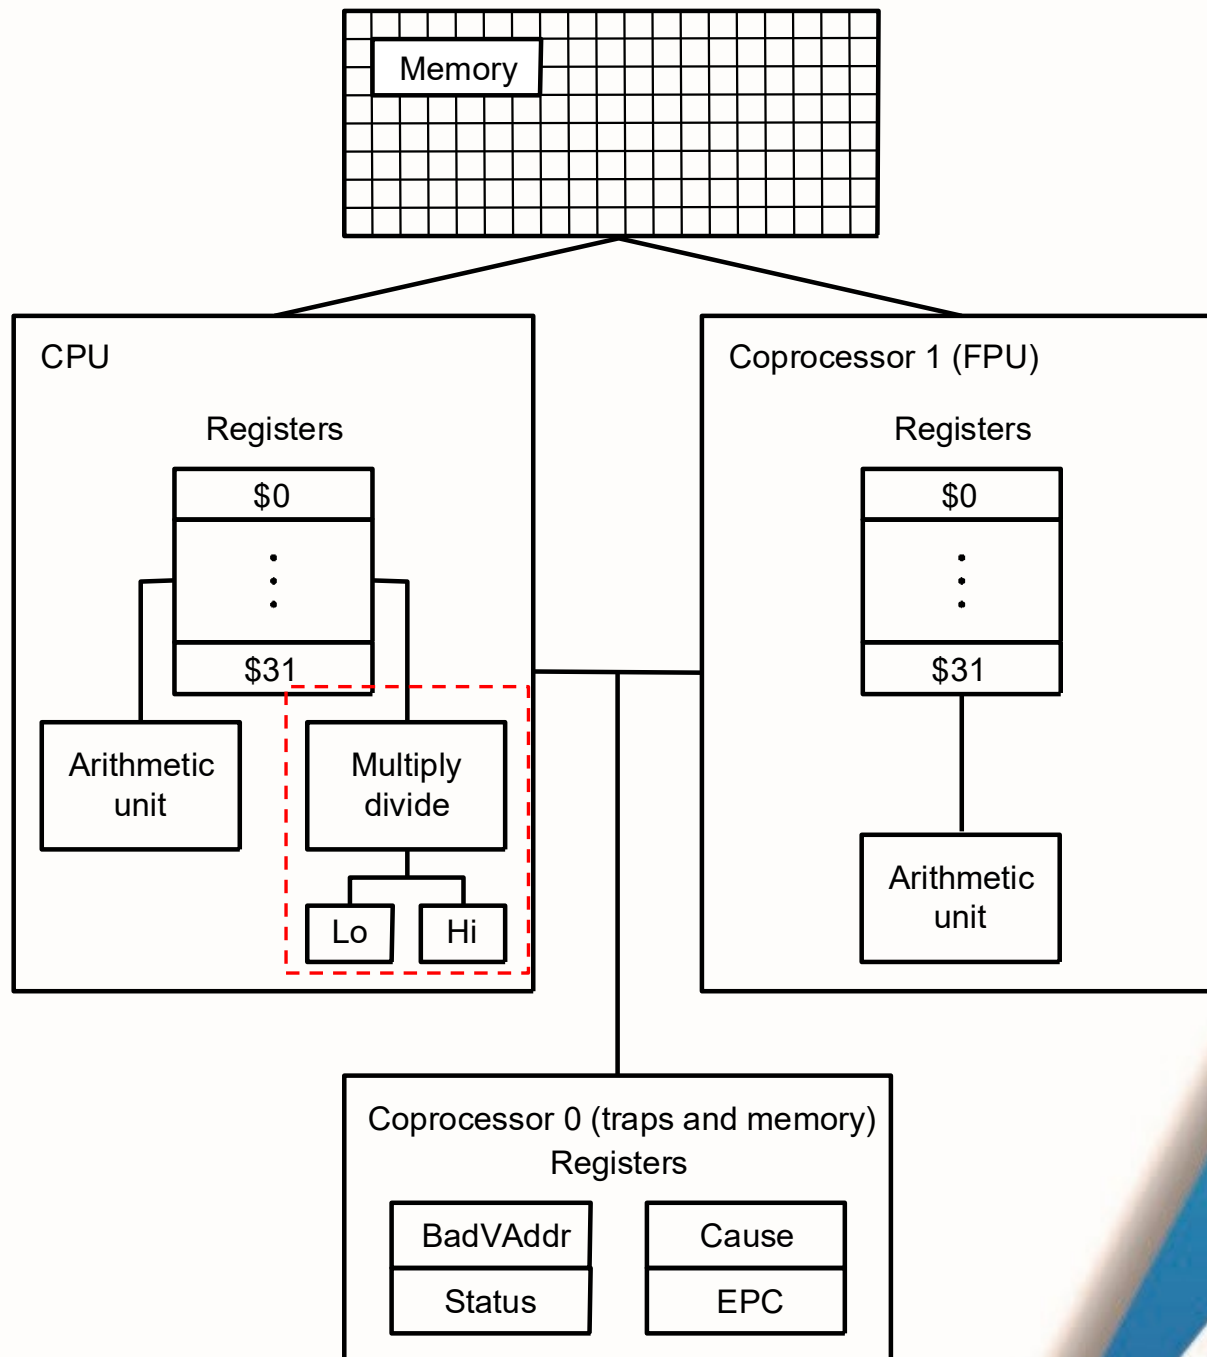 Memory
CPU
Registers
$0
$31
Arithmetic
unit
Multiply
divide
Lo
Hi
Coprocessor 1 (FPU)
Registers
$0
$31
Arithmetic
unit
Coprocessor 0 (traps and memory)
Registers
BadVAddr
Cause
Status
EPC